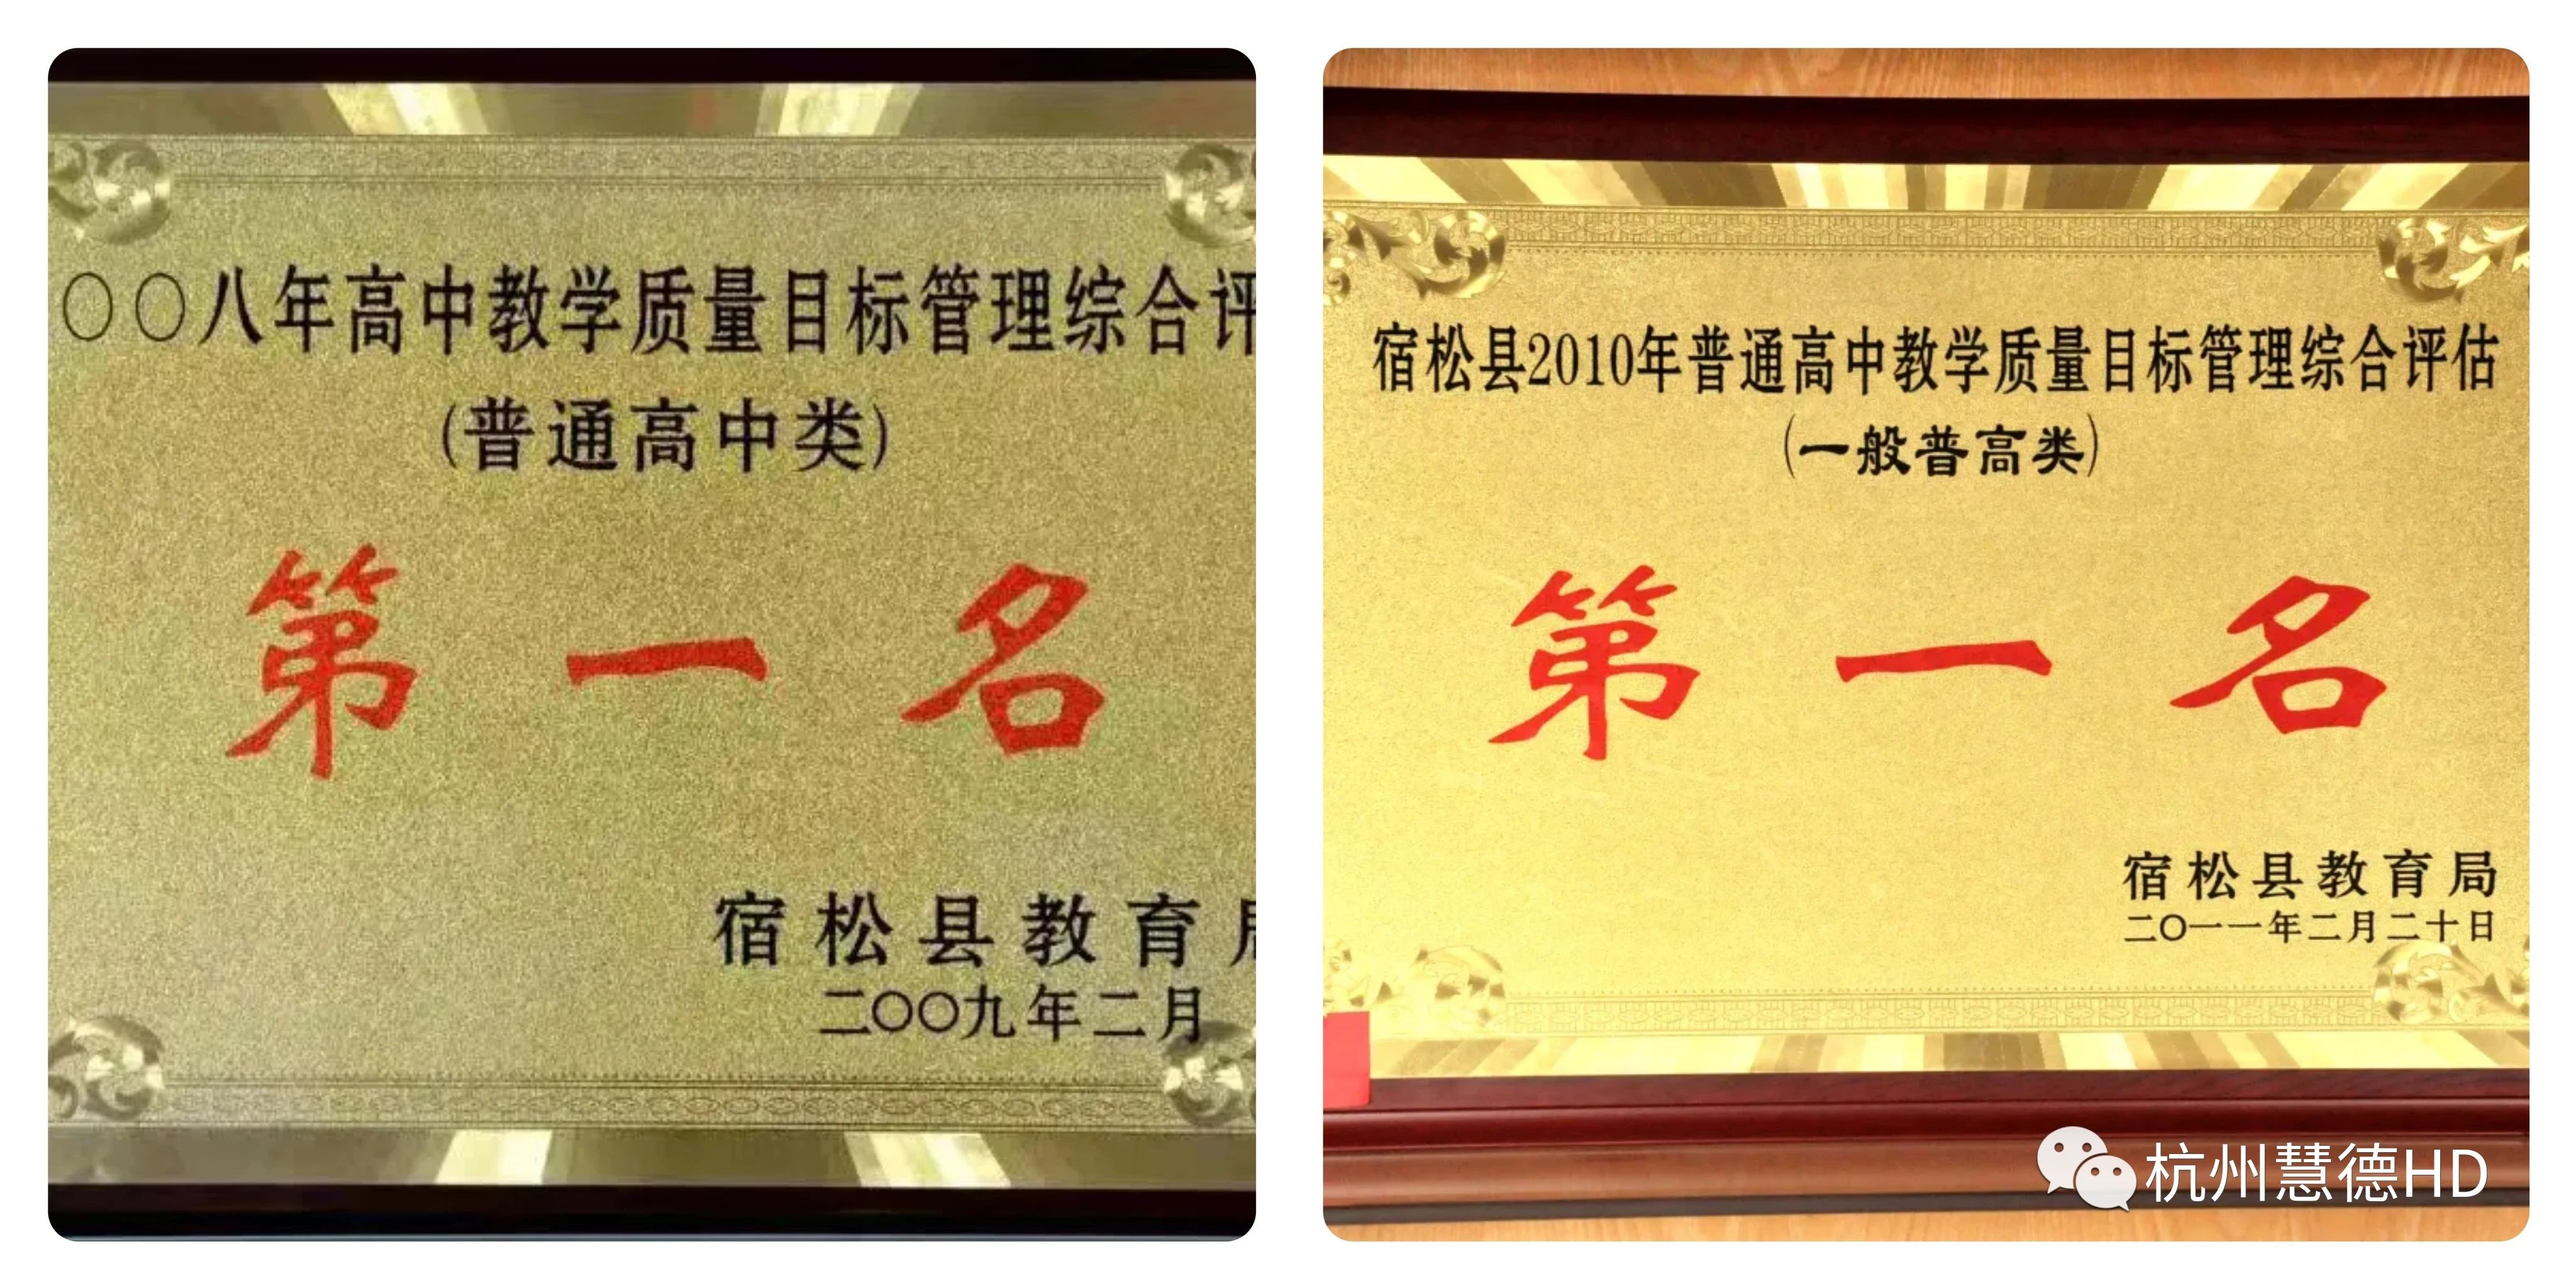 〇〇八年高中教学质量目标管理综合评
(普通高中类)
第一名
宿松县教育
二〇〇九年二月
宿松县2010年普通高中教学质量目标管理综合评估
(一般普高类)
第一名
宿松县教育局
二〇一一年二月二十日
杭州慧德HD